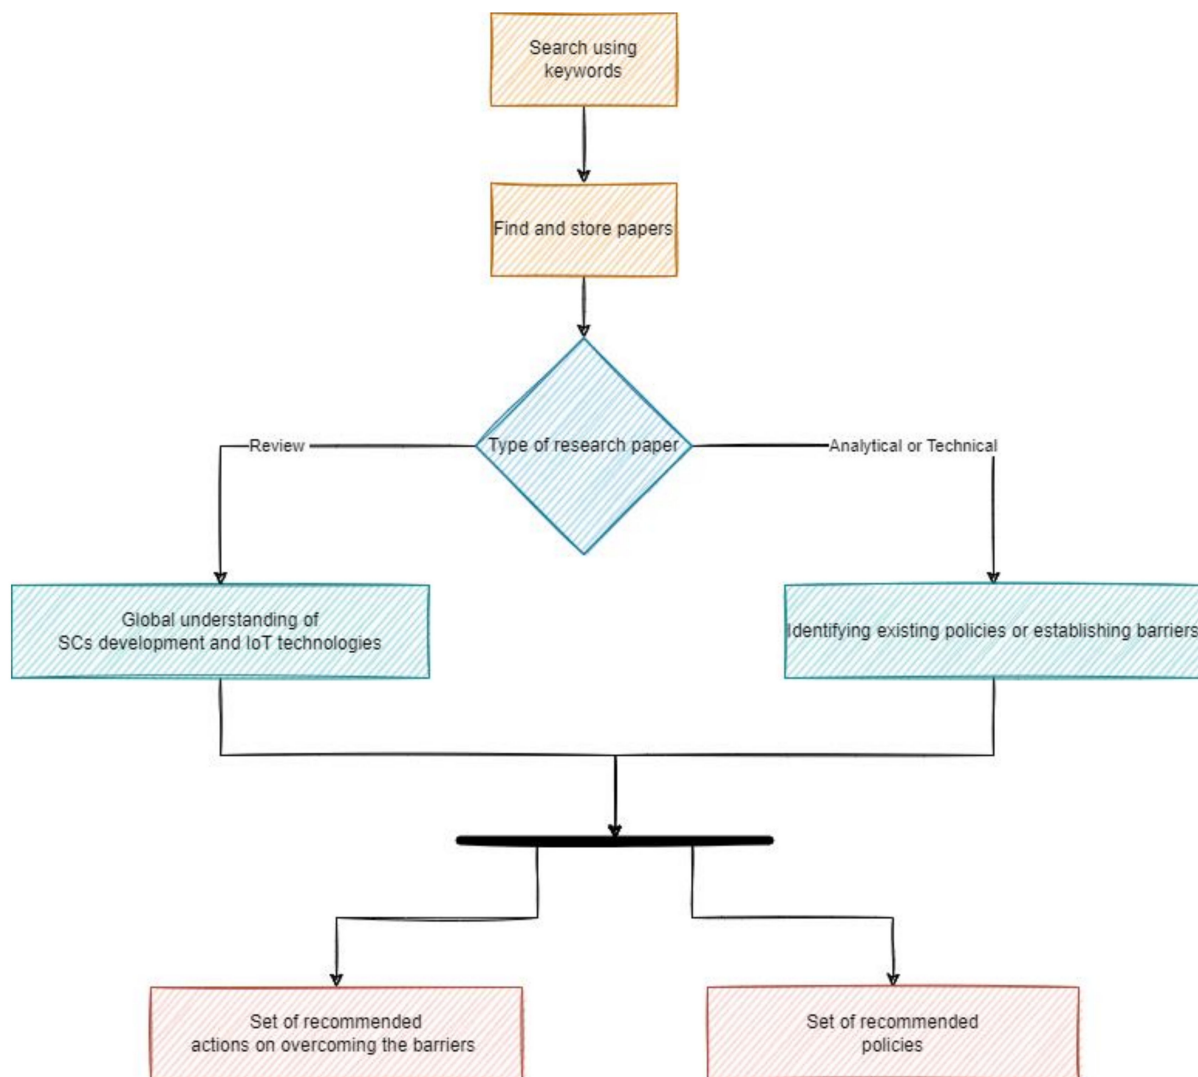 Search using
keywords
Find and store papers
Type of research paper
Review
Analytical or Technical
Global understanding of
SCs development and IoT technologies
Identifying existing policies or establishing barriers
Set of recommended
actions on overcoming the barriers
Set of recommended
policies